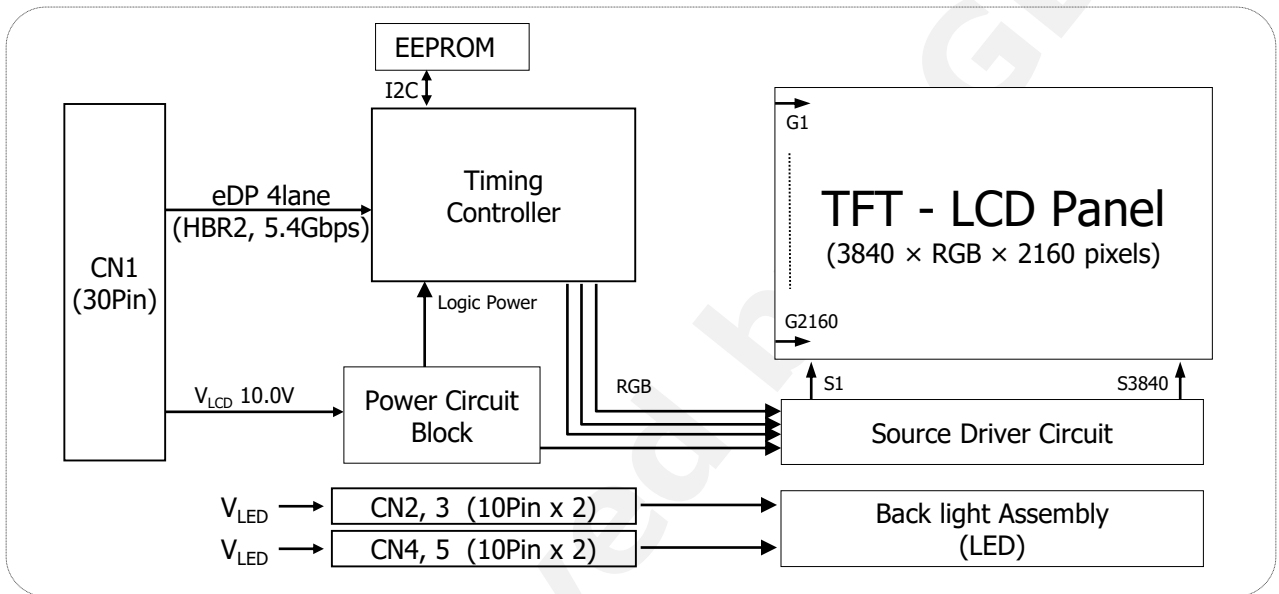 EEPROM
I2C
CN1
(30Pin)
eDP 4lane
(HBR2, 5.4Gbps)
Timing
Controller
G1
TFT - LCD Panel
(3840 × RGB × 2160 pixels)
G2160
Logic Power
VLCD 10.0V
Power Circuit
Block
RGB
S1
S3840
Source Driver Circuit
VLED
CN2, 3 (10Pin x 2)
VLED
CN4, 5 (10Pin x 2)
Back light Assembly
(LED)